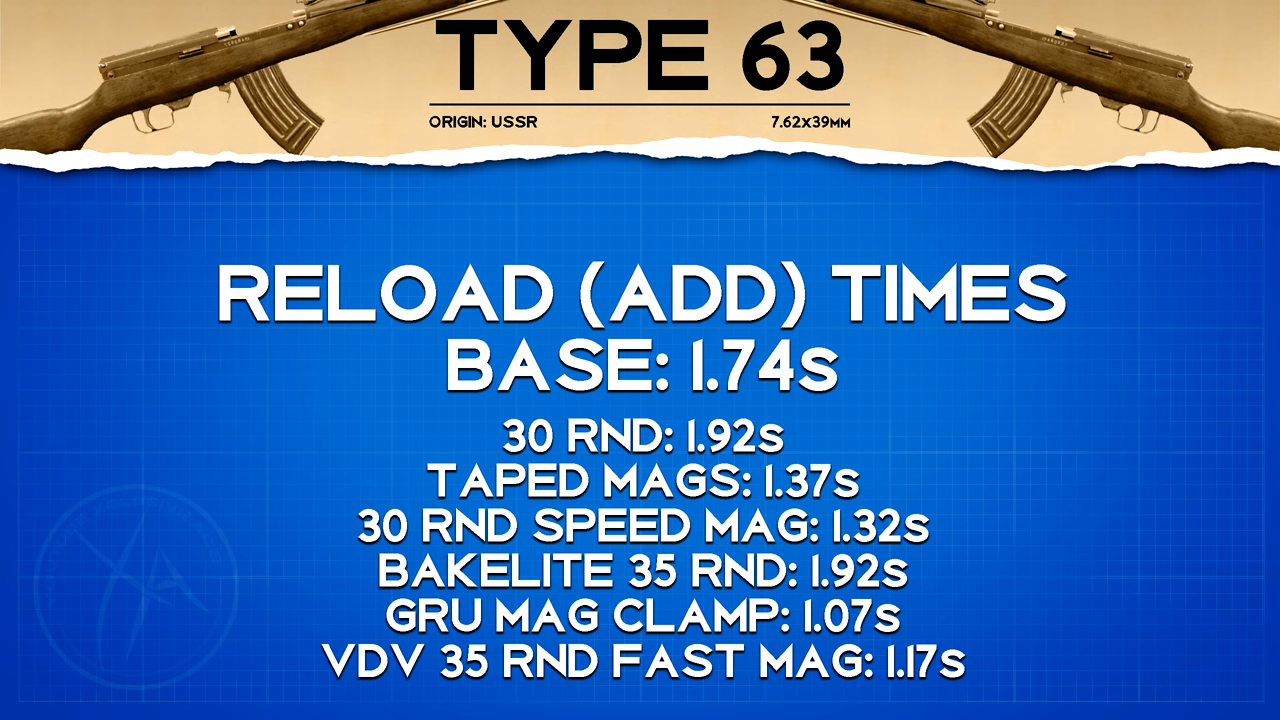 TYPE 63
ORIGIN: USSR 7.62x39MM
RELOAD (ADD) TIMES
BASE: 1.74s
30 RND: 1.92s
TAPED MAGS: 1.37s
30 RND SPEED MAG: 1.32s
BAKELITE 35 RND: 1.92s
GRU MAG CLAMP: 1.07s
VDV 35 RND FAST MAG: 1.17s